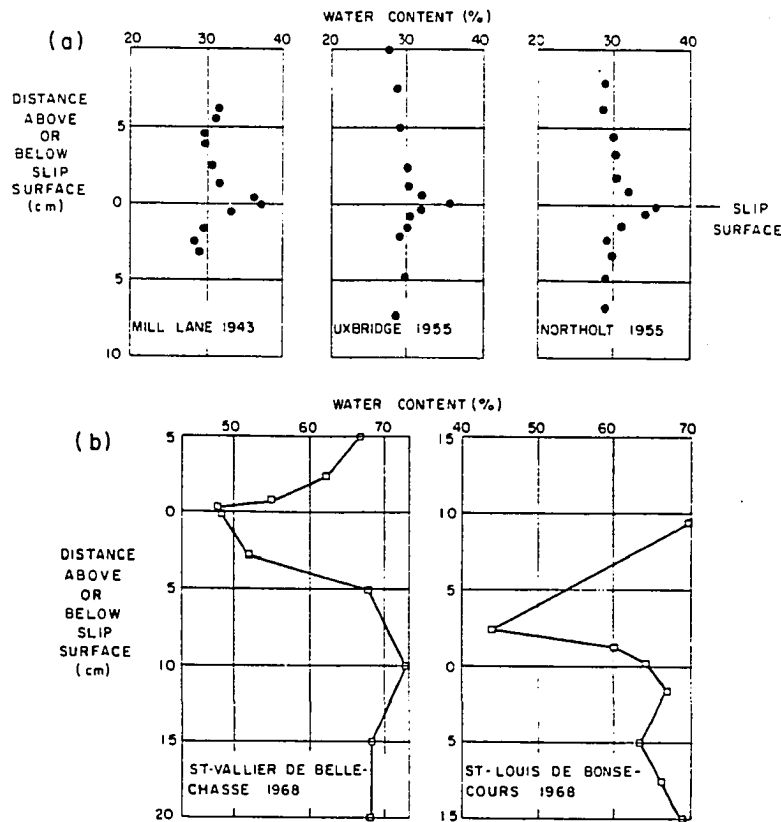 WATER CONTENT (%)
(a)
20 30 40 20 30 40 20 30 40
DISTANCE
ABOVE
OR
BELOW
SLIP
SURFACE
(cm)
5
0
5
10
SLIP
SURFACE
MILL LANE 1943
UXBRIDGE 1955
NORTHOLT 1955
WATER CONTENT (%)
(b)
50 60 70 40 50 60 70
DISTANCE
ABOVE
OR
BELOW
SLIP
SURFACE
(cm)
5
0
5
10
15
20
15
10
5
0
5
15
ST-VALLIER DE BELLE-
CHASSE 1968
ST-LOUIS DE BONSE-
COURS 1968